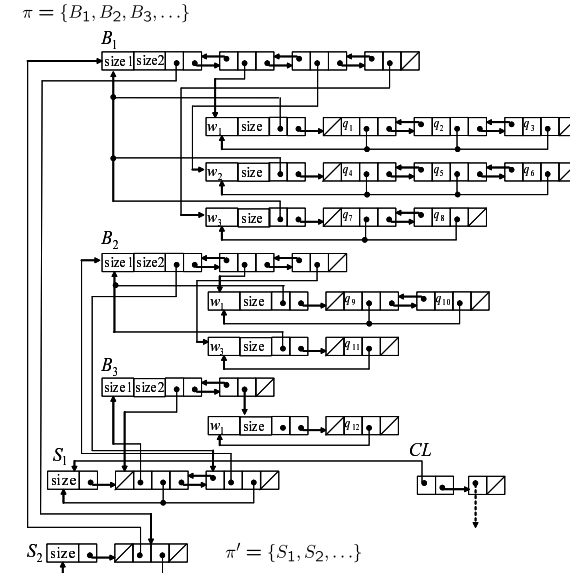 π = {B₁, B₂, B₃, . . .}
B₁
size1 size2
w₁ size q₁ q₂ q₃
w₂ size q₄ q₅ q₆
w₃ size q₇ q₈
B₂
size1 size2
w₁ size q₉ q₁₀
w₃ size q₁₁
B₃
size1 size2
w₁ size q₁₂
S₁ CL
size
S₂ size π′ = {S₁, S₂, . . .}